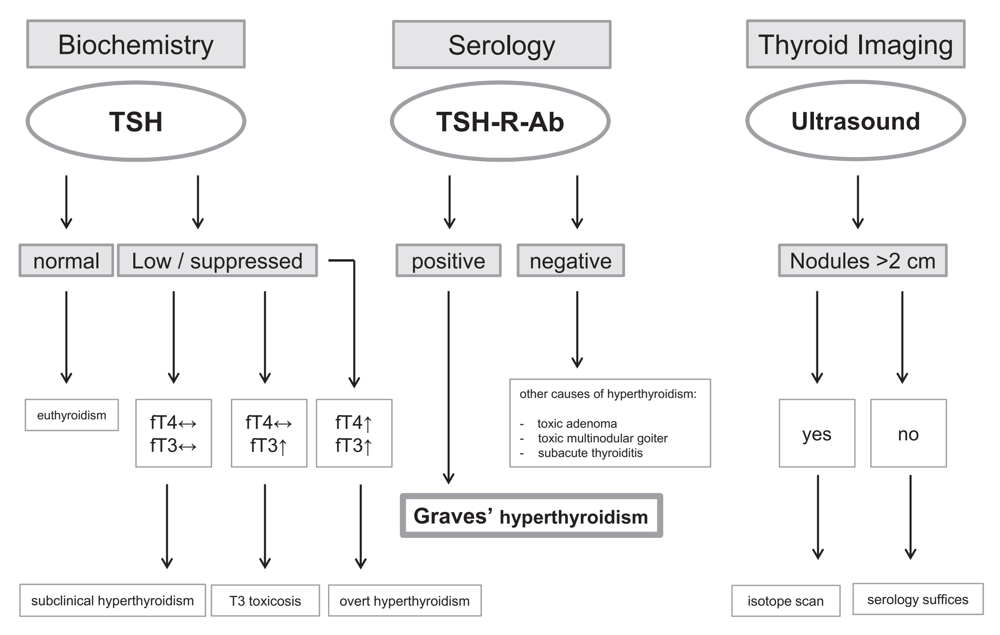 Biochemistry
Serology
Thyroid Imaging
TSH
TSH-R-Ab
Ultrasound
normal
Low / suppressed
positive
negative
Nodules >2 cm
euthyroidism
fT4↔
fT3↔
fT4↔
fT3↑
fT4↑
fT3↑
other causes of hyperthyroidism:
- toxic adenoma
- toxic multinodular goiter
- subacute thyroiditis
yes
no
Graves’ hyperthyroidism
subclinical hyperthyroidism
T3 toxicosis
overt hyperthyroidism
isotope scan
serology suffices